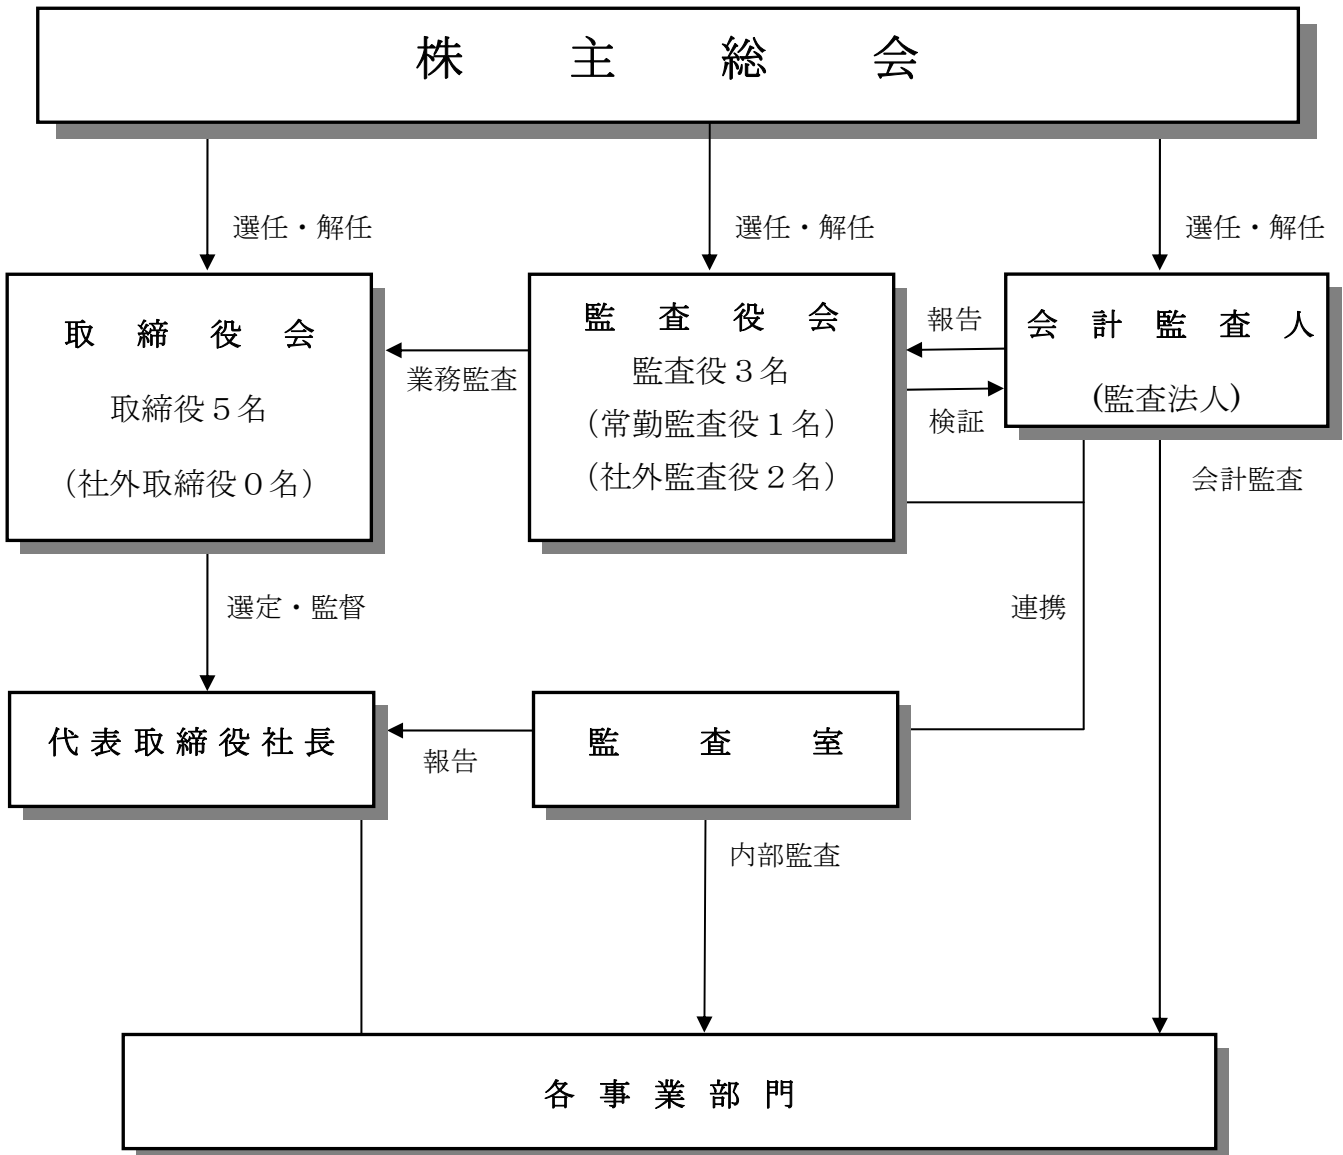 株主総会
選任・解任
選任・解任
選任・解任
取締役会
取締役５名
（社外取締役０名）
業務監査
監査役会
監査役３名
（常勤監査役１名）
（社外監査役２名）
報告
検証
会計監査人
(監査法人)
会計監査
選定・監督
連携
代表取締役社長
報告
監査室
内部監査
各事業部門